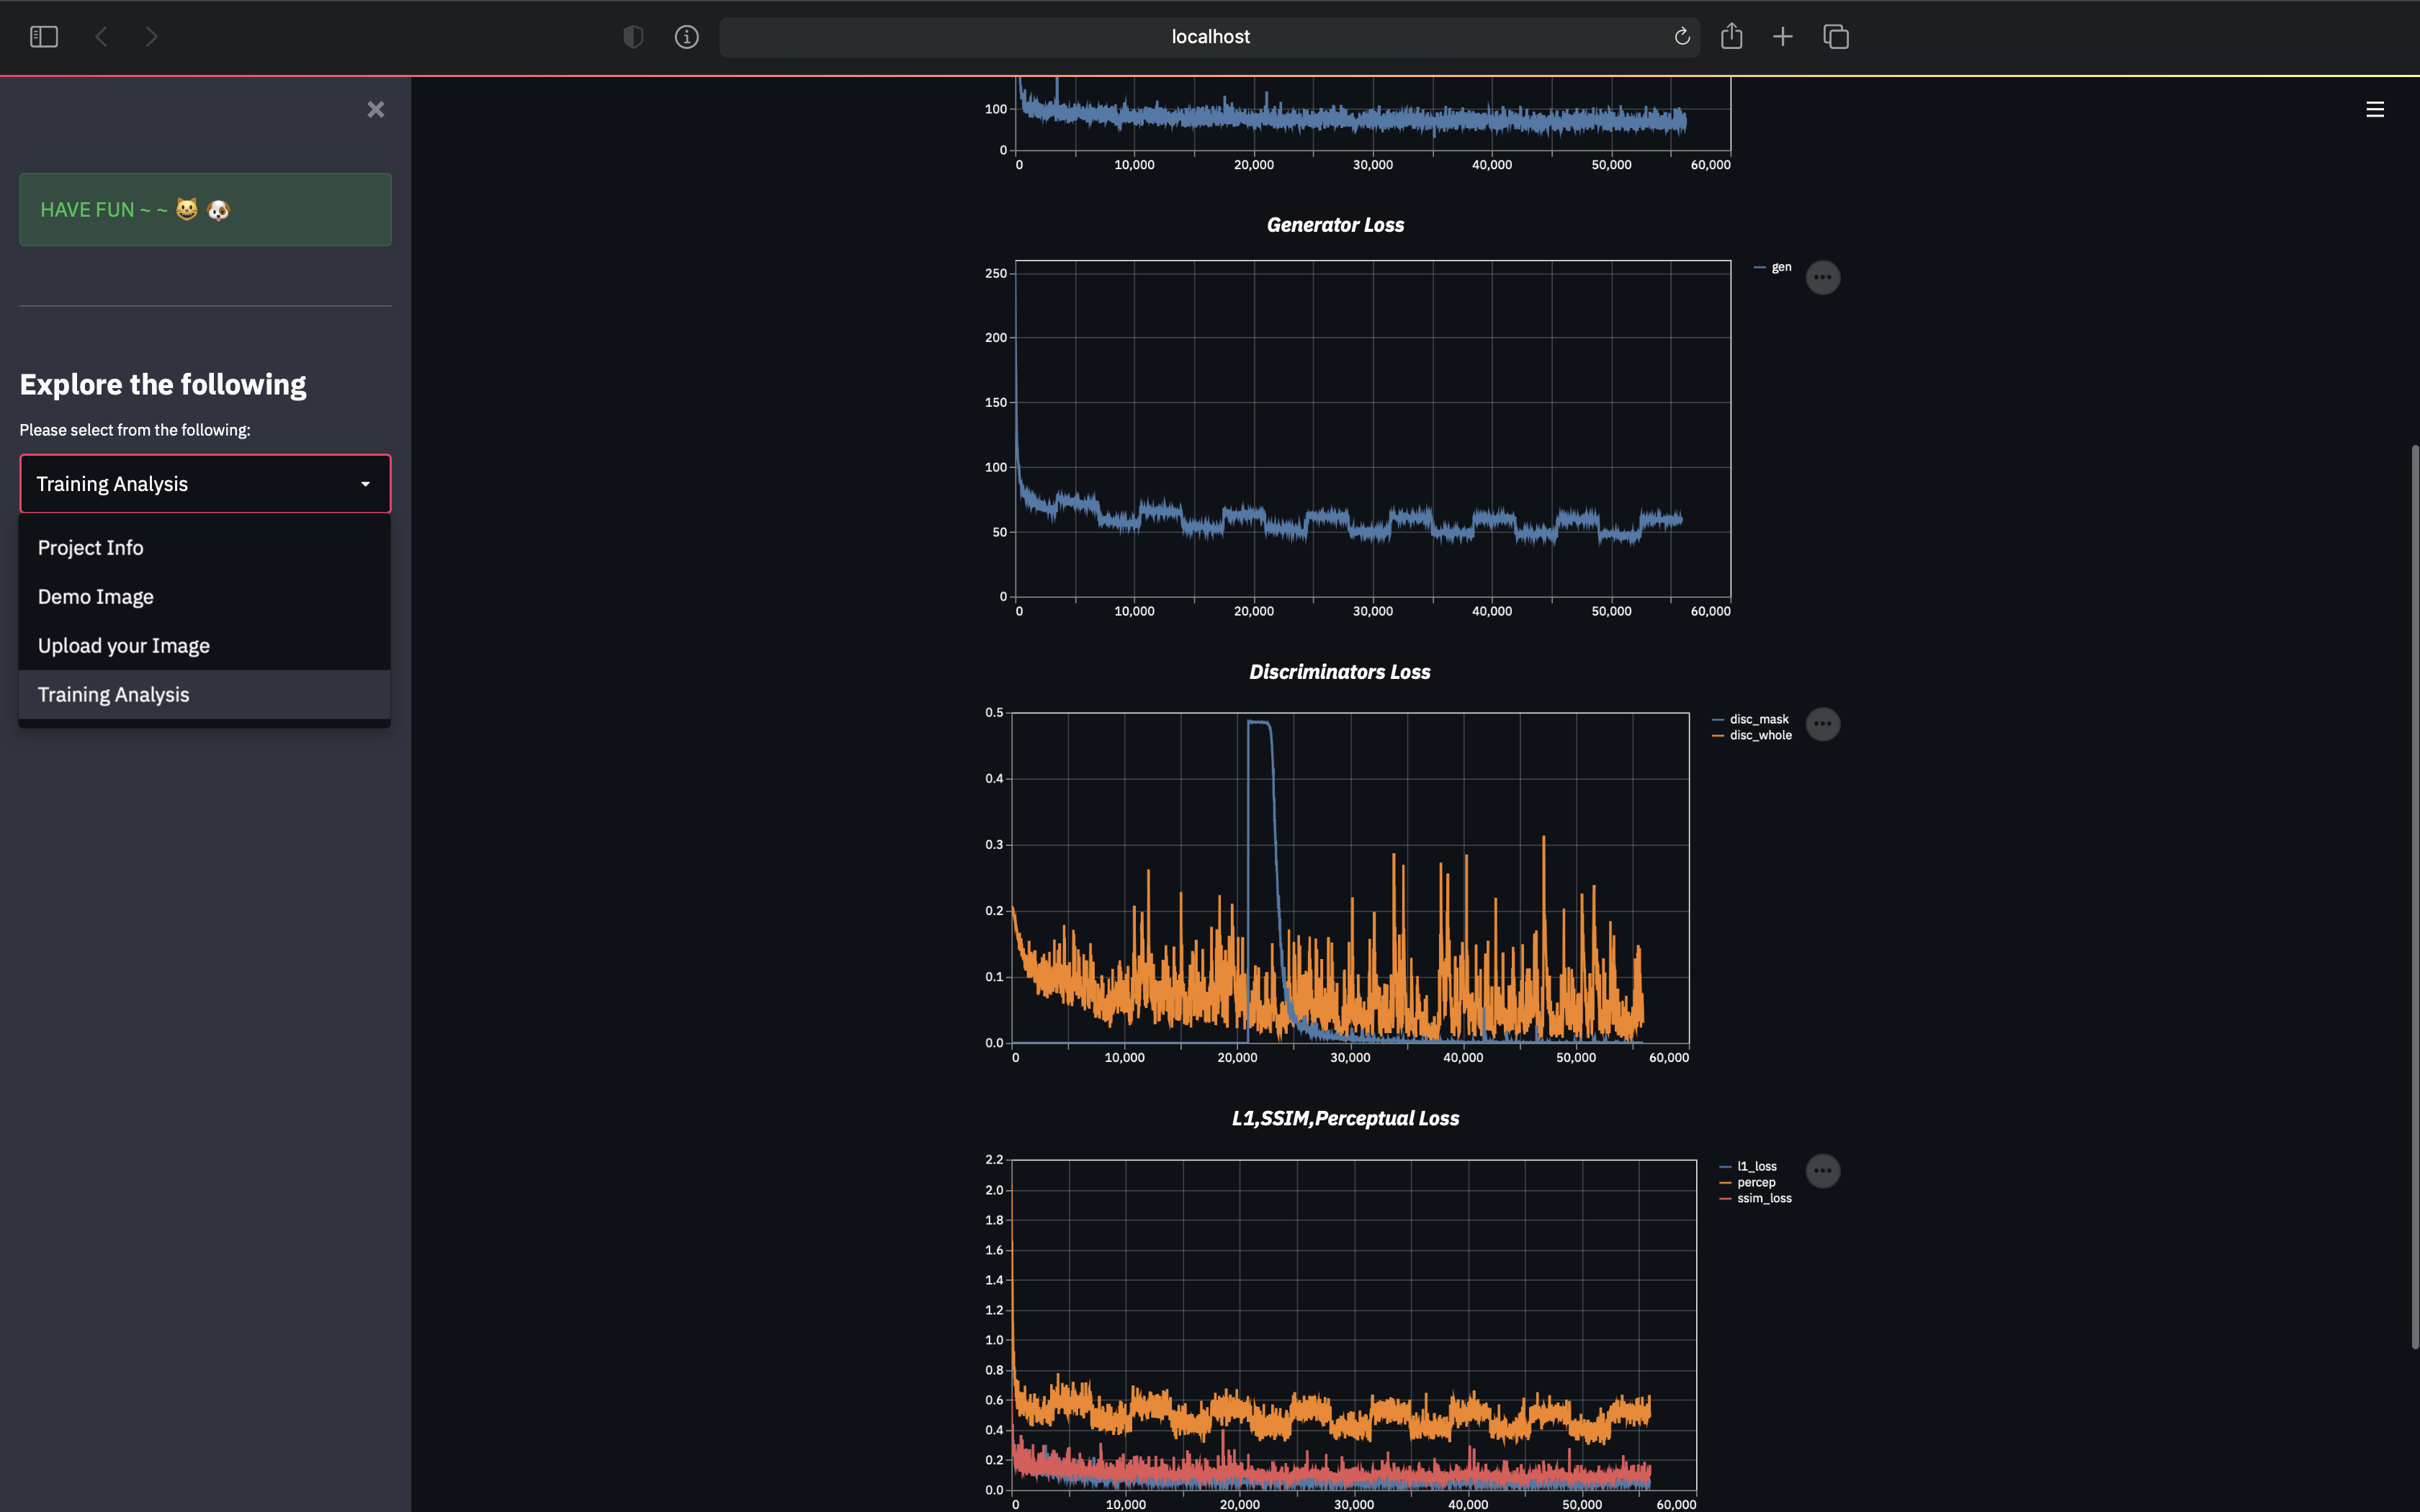 localhost
HAVE FUN ~ ~ 😺 🐶
Explore the following
Please select from the following:
Training Analysis
Project Info
Demo Image
Upload your Image
Training Analysis
100
0
0 10,000 20,000 30,000 40,000 50,000 60,000
Generator Loss
gen
250
200
150
100
50
0
0 10,000 20,000 30,000 40,000 50,000 60,000
Discriminators Loss
disc_mask
disc_whole
0.5
0.4
0.3
0.2
0.1
0.0
0 10,000 20,000 30,000 40,000 50,000 60,000
L1,SSIM,Perceptual Loss
l1_loss
percep
ssim_loss
2.2
2.0
1.8
1.6
1.4
1.2
1.0
0.8
0.6
0.4
0.2
0.0
0 10,000 20,000 30,000 40,000 50,000 60,000